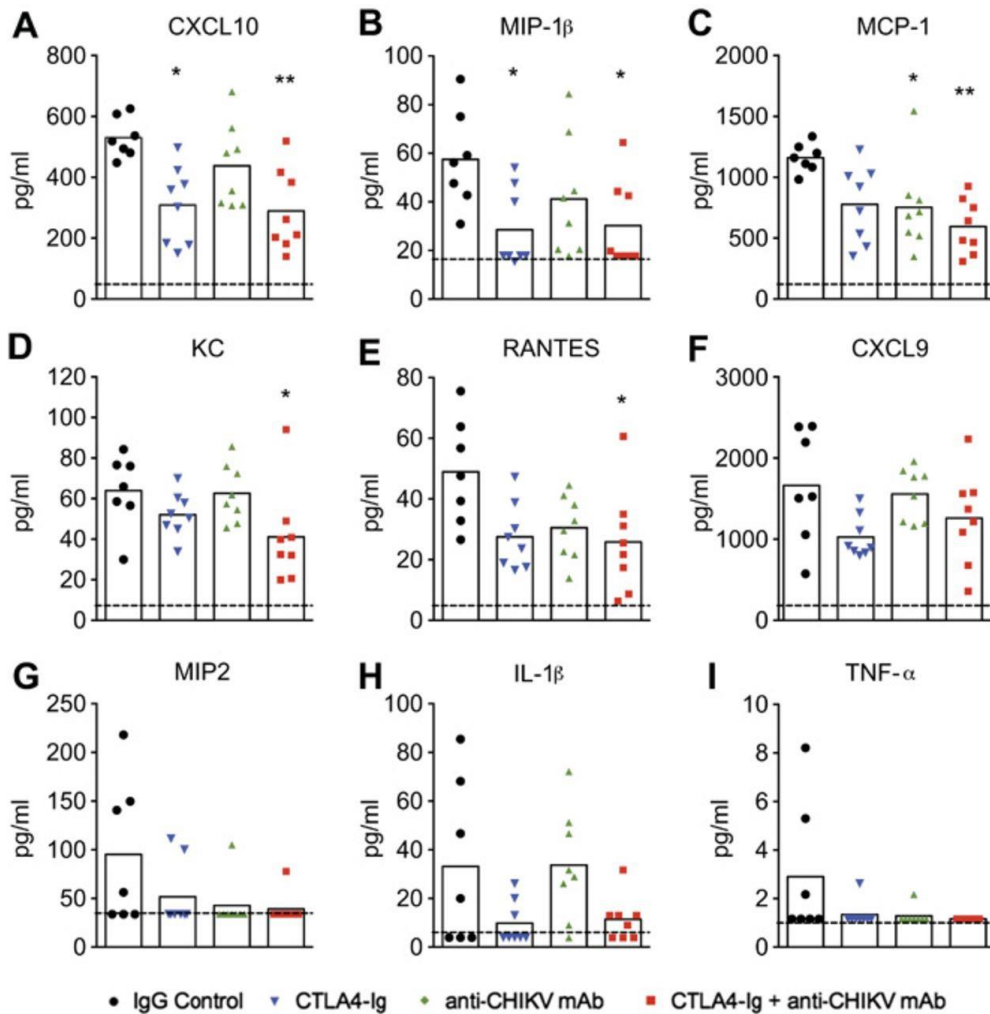 A CXCL10
800
600
400
200
0
pg/ml
* **
B MIP-1β
100
80
60
40
20
0
pg/ml
* *
C MCP-1
2000
1500
1000
500
0
pg/ml
* **
D KC
120
100
80
60
40
20
0
pg/ml
*
E RANTES
80
60
40
20
0
pg/ml
*
F CXCL9
3000
2000
1000
0
pg/ml
G MIP2
250
200
150
100
50
0
pg/ml
H IL-1β
100
80
60
40
20
0
pg/ml
I TNF-α
10
8
6
4
2
0
pg/ml
IgG Control CTLA4-Ig anti-CHIKV mAb CTLA4-Ig + anti-CHIKV mAb